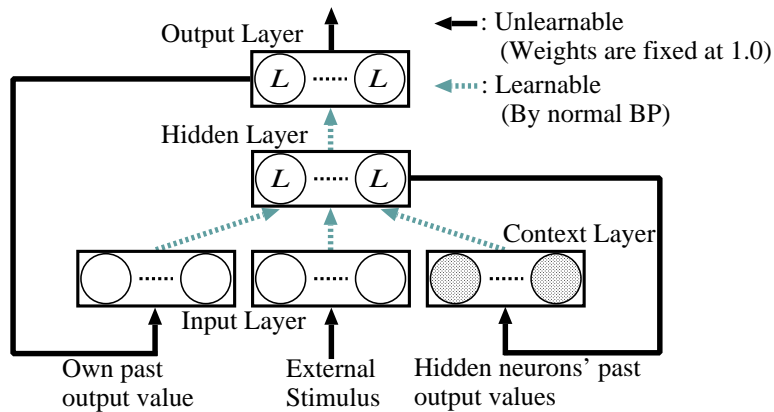 Output Layer
: Unlearnable
(Weights are fixed at 1.0)
L ...... L
: Learnable
(By normal BP)
Hidden Layer
L ...... L
Context Layer
Input Layer
Own past
output value
External
Stimulus
Hidden neurons’ past
output values